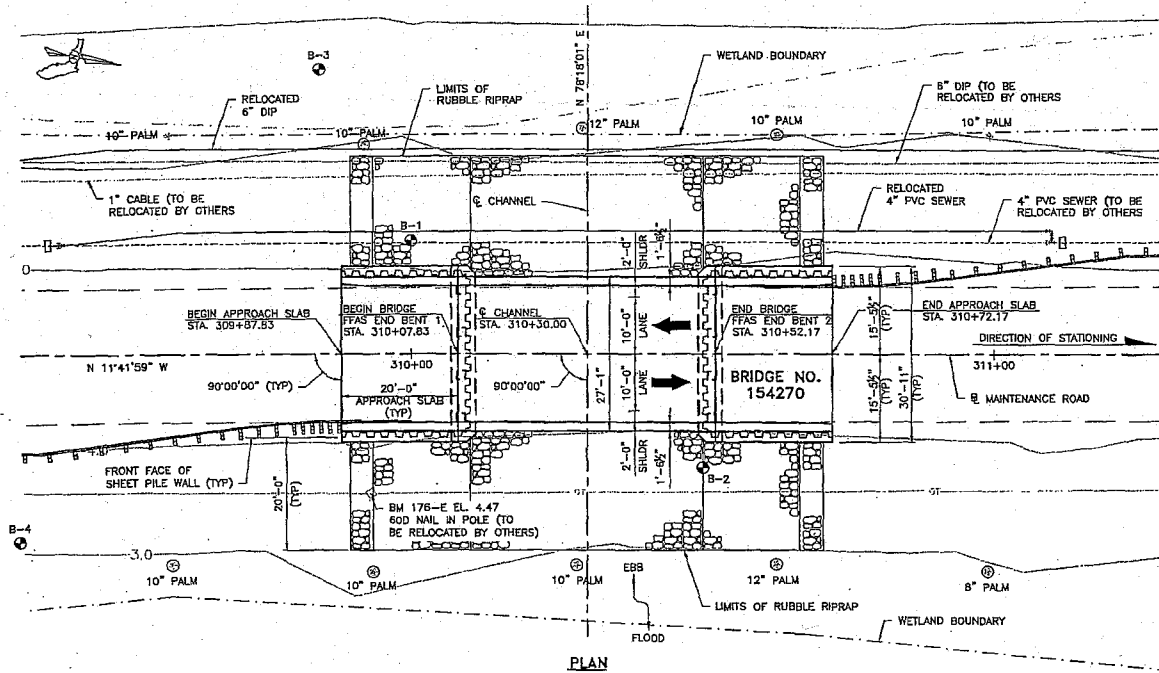 B-3
N 78°18'01" E
WETLAND BOUNDARY
RELOCATED
6" DIP
LIMITS OF
RUBBLE RIPRAP
8" DIP (TO BE
RELOCATED BY OTHERS
10" PALM
10" PALM
12" PALM
10" PALM
10" PALM
1" CABLE (TO BE
RELOCATED BY OTHERS
℄ CHANNEL
RELOCATED
4" PVC SEWER
4" PVC SEWER (TO BE
RELOCATED BY OTHERS
B-1
2'-0"
SHLDR
1'-6½"
0
BEGIN APPROACH SLAB
STA. 309+87.83
BEGIN BRIDGE
FFAS END BENT 1
STA. 310+07.83
℄ CHANNEL
STA. 310+30.00
10'-0"
LANE
END BRIDGE
FFAS END BENT 2
STA. 310+52.17
15'-5½"
(TYP)
END APPROACH SLAB
STA. 310+72.17
DIRECTION OF STATIONING
N 11°41'59" W
310+00
311+00
90°00'00" (TYP)
20'-0"
APPROACH SLAB
(TYP)
90°00'00"
27'-1"
10'-0"
LANE
BRIDGE NO.
154270
15'-5½"
(TYP)
30'-11"
(TYP)
℄ MAINTENANCE ROAD
FRONT FACE OF
SHEET PILE WALL (TYP)
20'-0"
(TYP)
2'-0"
SHLDR
1'-6½"
B-2
BM 176-E EL. 4.47
60D NAIL IN POLE (TO
BE RELOCATED BY OTHERS)
OT
OT
B-4
-3.0
10" PALM
10" PALM
10" PALM
EBB
12" PALM
8" PALM
LIMITS OF RUBBLE RIPRAP
FLOOD
WETLAND BOUNDARY
PLAN